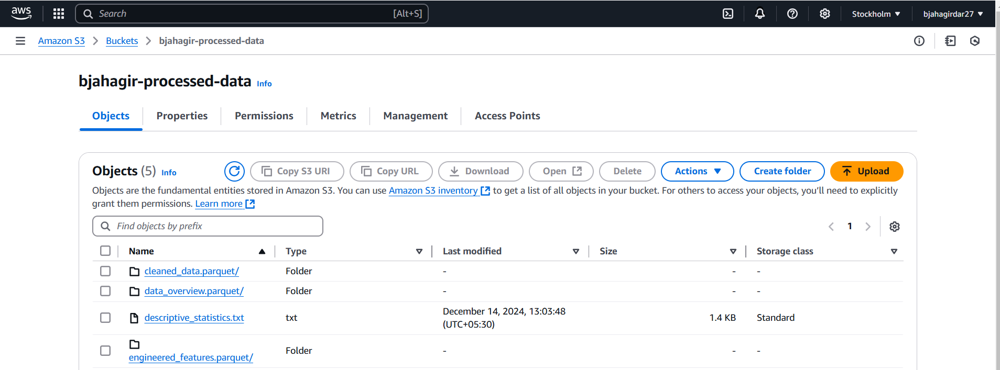 aws Search [Alt+S] Stockholm bjahagirdar27
Amazon S3 Buckets bjahagir-processed-data
bjahagir-processed-data Info
Objects Properties Permissions Metrics Management Access Points
Objects (5) Info Copy S3 URI Copy URL Download Open Delete Actions Create folder Upload
Objects are the fundamental entities stored in Amazon S3. You can use Amazon S3 inventory to get a list of all objects in your bucket. For others to access your objects, you'll need to explicitly
grant them permissions. Learn more
Find objects by prefix 1
Name Type Last modified Size Storage class
cleaned_data.parquet/ Folder - - -
data_overview.parquet/ Folder - - -
descriptive_statistics.txt txt December 14, 2024, 13:03:48 1.4 KB Standard
(UTC+05:30)
Folder - - -
engineered_features.parquet/